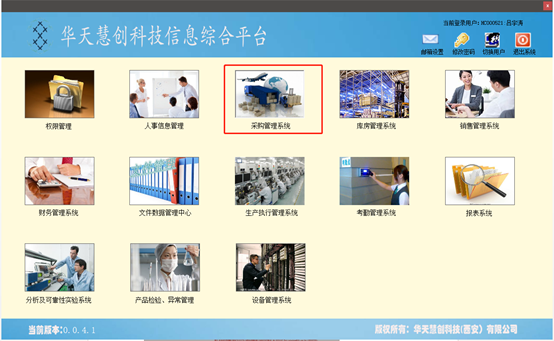 华天慧创科技信息综合平台
当前登录用户：HC000921 吕宇涛
邮箱设置 修改密码 切换用户 退出系统
权限管理 人事信息管理 采购管理系统 库房管理系统 销售管理系统
财务管理系统 文件数据管理中心 生产执行管理系统 考勤管理系统 报表系统
分析及可靠性实验系统 产品检验、异常管理 设备管理系统
当前版本：0.0.4.1
版权所有：华天慧创科技(西安)有限公司